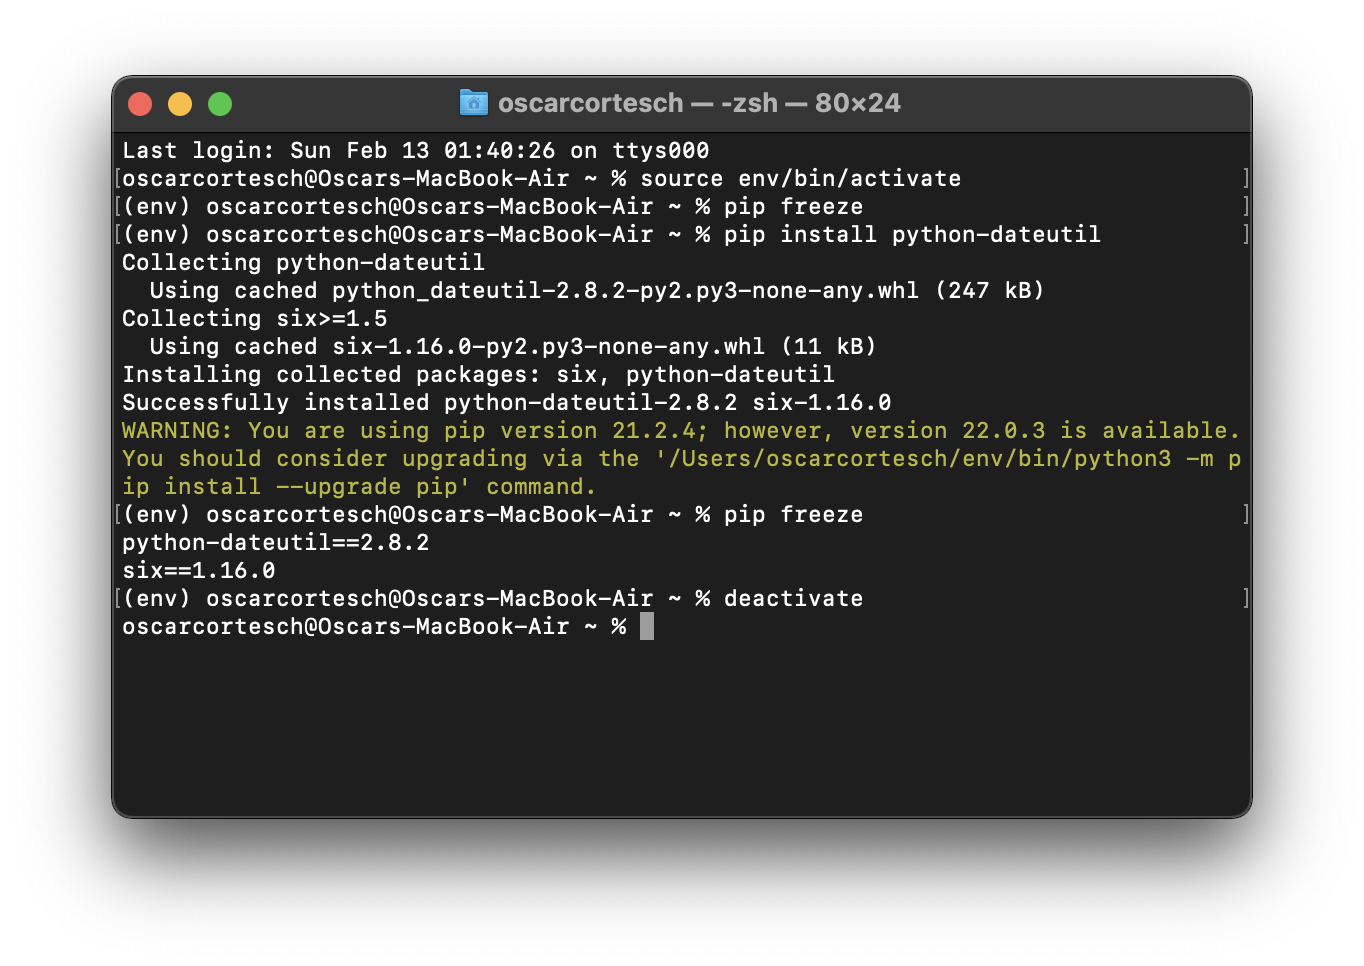 oscarcortesch — -zsh — 80×24
Last login: Sun Feb 13 01:40:26 on ttys000
[oscarcortesch@Oscars-MacBook-Air ~ % source env/bin/activate ]
[(env) oscarcortesch@Oscars-MacBook-Air ~ % pip freeze ]
[(env) oscarcortesch@Oscars-MacBook-Air ~ % pip install python-dateutil ]
Collecting python-dateutil
  Using cached python_dateutil-2.8.2-py2.py3-none-any.whl (247 kB)
Collecting six>=1.5
  Using cached six-1.16.0-py2.py3-none-any.whl (11 kB)
Installing collected packages: six, python-dateutil
Successfully installed python-dateutil-2.8.2 six-1.16.0
WARNING: You are using pip version 21.2.4; however, version 22.0.3 is available.
You should consider upgrading via the '/Users/oscarcortesch/env/bin/python3 -m p
ip install --upgrade pip' command.
[(env) oscarcortesch@Oscars-MacBook-Air ~ % pip freeze ]
python-dateutil==2.8.2
six==1.16.0
[(env) oscarcortesch@Oscars-MacBook-Air ~ % deactivate ]
oscarcortesch@Oscars-MacBook-Air ~ %